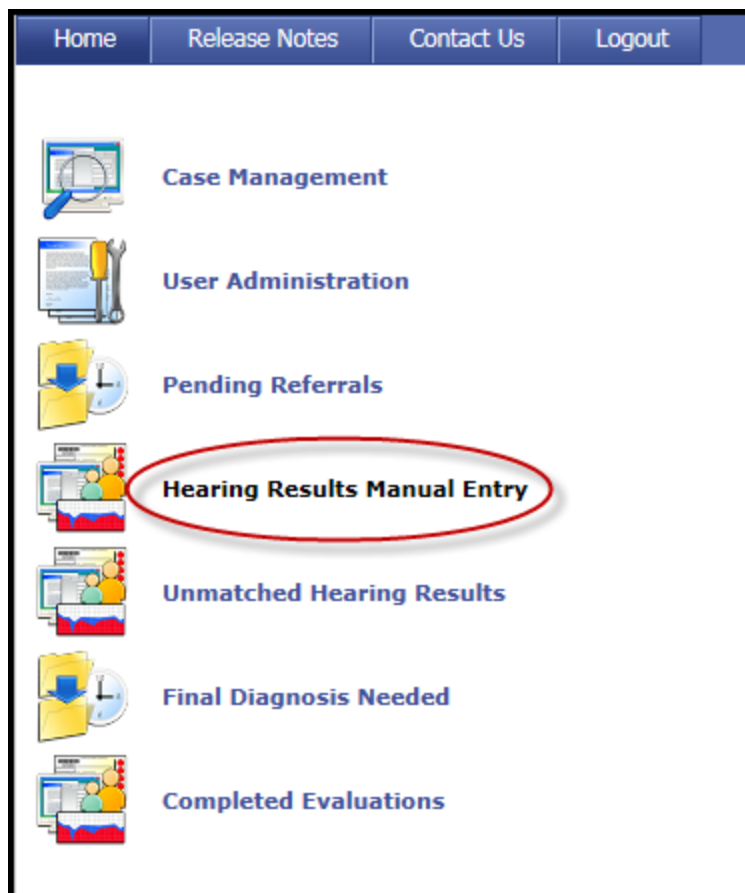 Home Release Notes Contact Us Logout
Case Management
User Administration
Pending Referrals
Hearing Results Manual Entry
Unmatched Hearing Results
Final Diagnosis Needed
Completed Evaluations